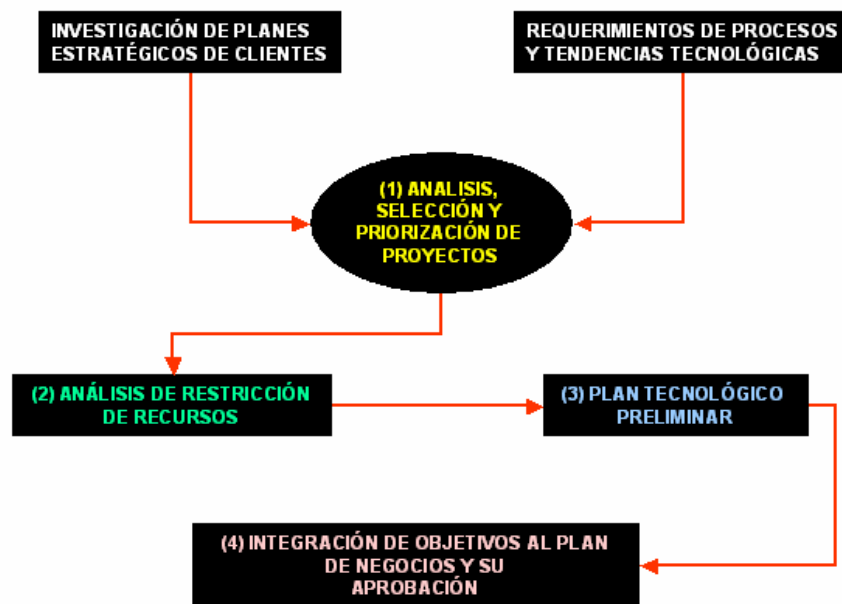 INVESTIGACIÓN DE PLANES
ESTRATÉGICOS DE CLIENTES
REQUERIMIENTOS DE PROCESOS
Y TENDENCIAS TECNOLÓGICAS
(1) ANALISIS,
SELECCIÓN Y
PRIORIZACIÓN DE
PROYECTOS
(2) ANÁLISIS DE RESTRICCIÓN
DE RECURSOS
(3) PLAN TECNOLÓGICO
PRELIMINAR
(4) INTEGRACIÓN DE OBJETIVOS AL PLAN
DE NEGOCIOS Y SU
APROBACIÓN